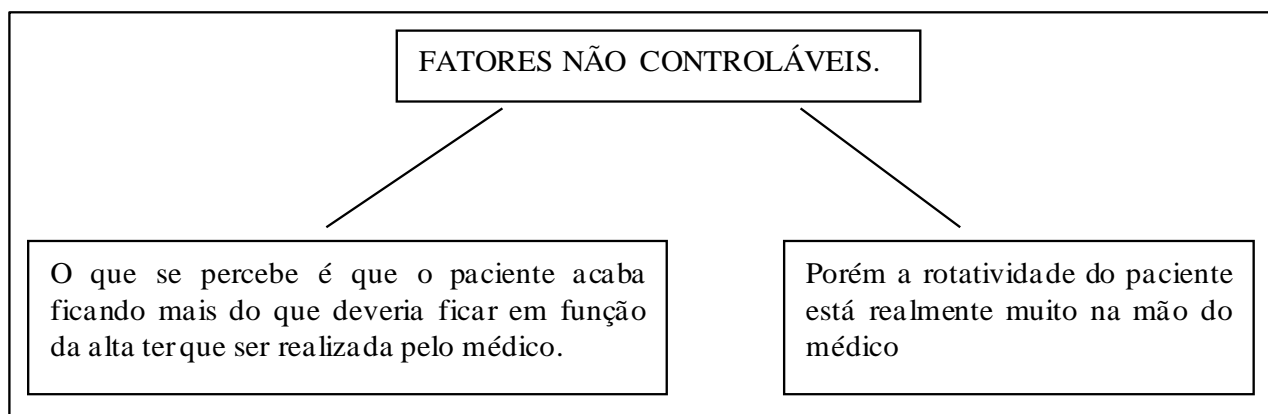 FATORES NÃO CONTROLÁVEIS.
O que se percebe é que o paciente acaba
ficando mais do que deveria ficar em função
da alta ter que ser realizada pelo médico.
Porém a rotatividade do paciente
está realmente muito na mão do
médico